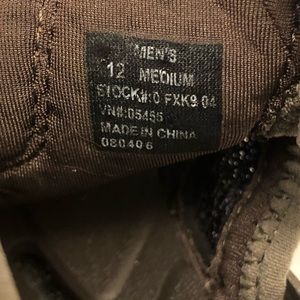 MEN'S
12 MEDIUM
STOCK#:0-FXK9-04
VN#:05455
MADE IN CHINA
080406